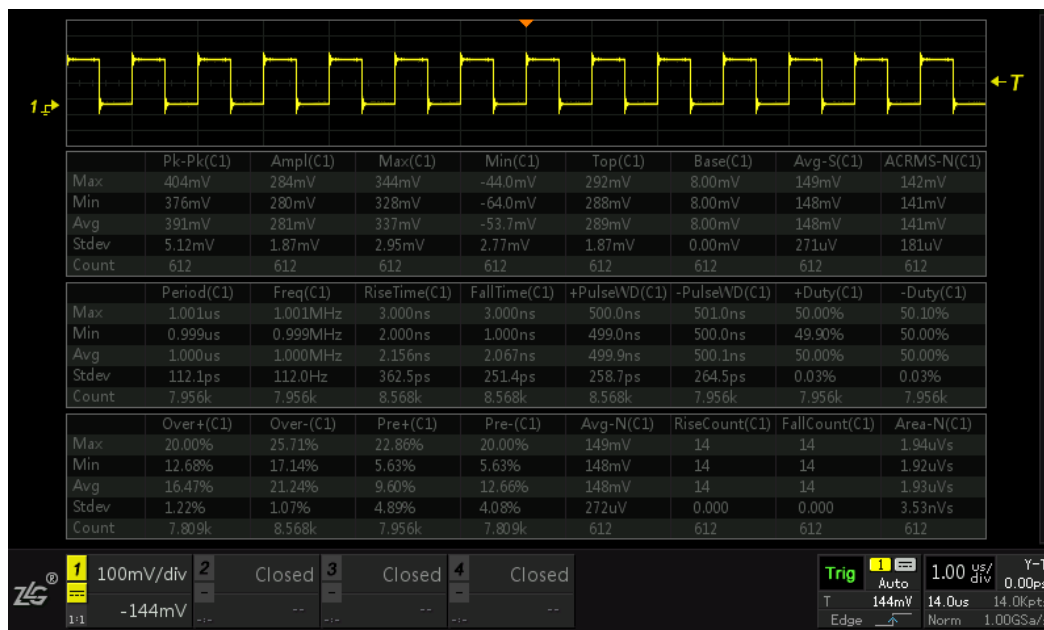 T
1
Pk-Pk(C1) Ampl(C1) Max(C1) Min(C1) Top(C1) Base(C1) Avg-S(C1) ACRMS-N(C1)
Max 404mV 284mV 344mV -44.0mV 292mV 8.00mV 149mV 142mV
Min 376mV 280mV 328mV -64.0mV 288mV 8.00mV 148mV 141mV
Avg 391mV 281mV 337mV -53.7mV 289mV 8.00mV 148mV 141mV
Stdev 5.12mV 1.87mV 2.95mV 2.77mV 1.87mV 0.00mV 271uV 181uV
Count 612 612 612 612 612 612 612 612
Period(C1) Freq(C1) RiseTime(C1) FallTime(C1) +PulseWD(C1) -PulseWD(C1) +Duty(C1) -Duty(C1)
Max 1.001us 1.001MHz 3.000ns 3.000ns 500.0ns 501.0ns 50.00% 50.10%
Min 0.999us 0.999MHz 2.000ns 1.000ns 499.0ns 500.0ns 49.90% 50.00%
Avg 1.000us 1.000MHz 2.156ns 2.067ns 499.9ns 500.1ns 50.00% 50.00%
Stdev 112.1ps 112.0Hz 362.5ps 251.4ps 258.7ps 264.5ps 0.03% 0.03%
Count 7.956k 7.956k 8.568k 8.568k 7.956k 7.956k 7.956k 7.956k
Over+(C1) Over-(C1) Pre+(C1) Pre-(C1) Avg-N(C1) RiseCount(C1) FallCount(C1) Area-N(C1)
Max 20.00% 25.71% 22.86% 20.00% 149mV 14 14 1.94uVs
Min 12.68% 17.14% 5.63% 5.63% 148mV 14 14 1.92uVs
Avg 16.47% 21.24% 9.60% 12.66% 148mV 14 14 1.93uVs
Stdev 1.22% 1.07% 4.89% 4.08% 272uV 0.000 0.000 3.53nVs
Count 7.809k 8.568k 7.956k 7.809k 612 612 612 612
ZLG® 1 100mV/div 2 Closed 3 Closed 4 Closed Trig 1 Auto 1.00 us/div Y-T 0.00ps
1:1 -144mV -:- -- -:- -- -:- -- T 144mV 14.0us 14.0Kpts
Edge Norm 1.00GSa/